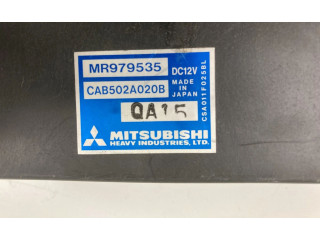 MR979535
DC12V
CAB502A020B
MADE IN
JAPAN
QA15
CSA011F025BL
MITSUBISHI
HEAVY INDUSTRIES, LTD.